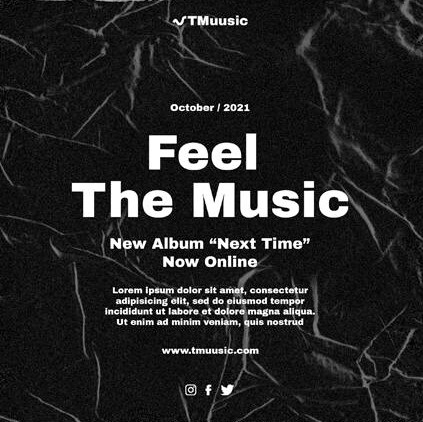 TMuusic
October / 2021
Feel
The Music
New Album “Next Time”
Now Online
Lorem ipsum dolor sit amet, consectetur
adipisicing elit, sed do eiusmod tempor
incididunt ut labore et dolore magna aliqua.
Ut enim ad minim veniam, quis nostrud
www.tmuusic.com